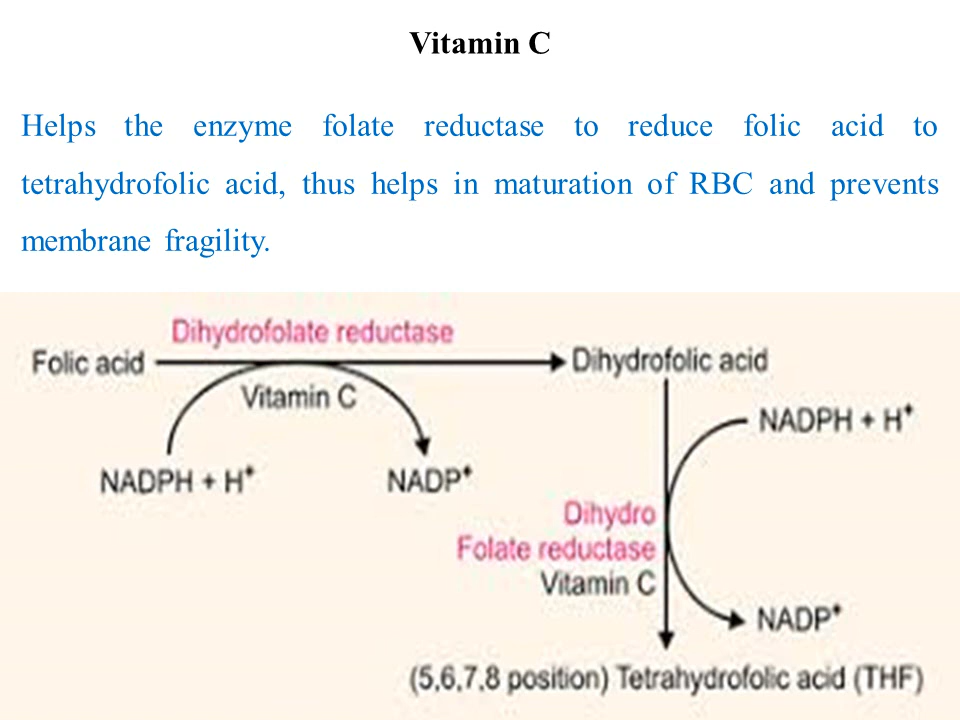 Vitamin C
Helps the enzyme folate reductase to reduce folic acid to
tetrahydrofolic acid, thus helps in maturation of RBC and prevents
membrane fragility.
Dihydrofolate reductase
Folic acid
Dihydrofolic acid
Vitamin C
NADPH + H⁺
NADP⁺
NADPH + H⁺
Dihydro
Folate reductase
Vitamin C
NADP⁺
(5,6,7,8 position) Tetrahydrofolic acid (THF)